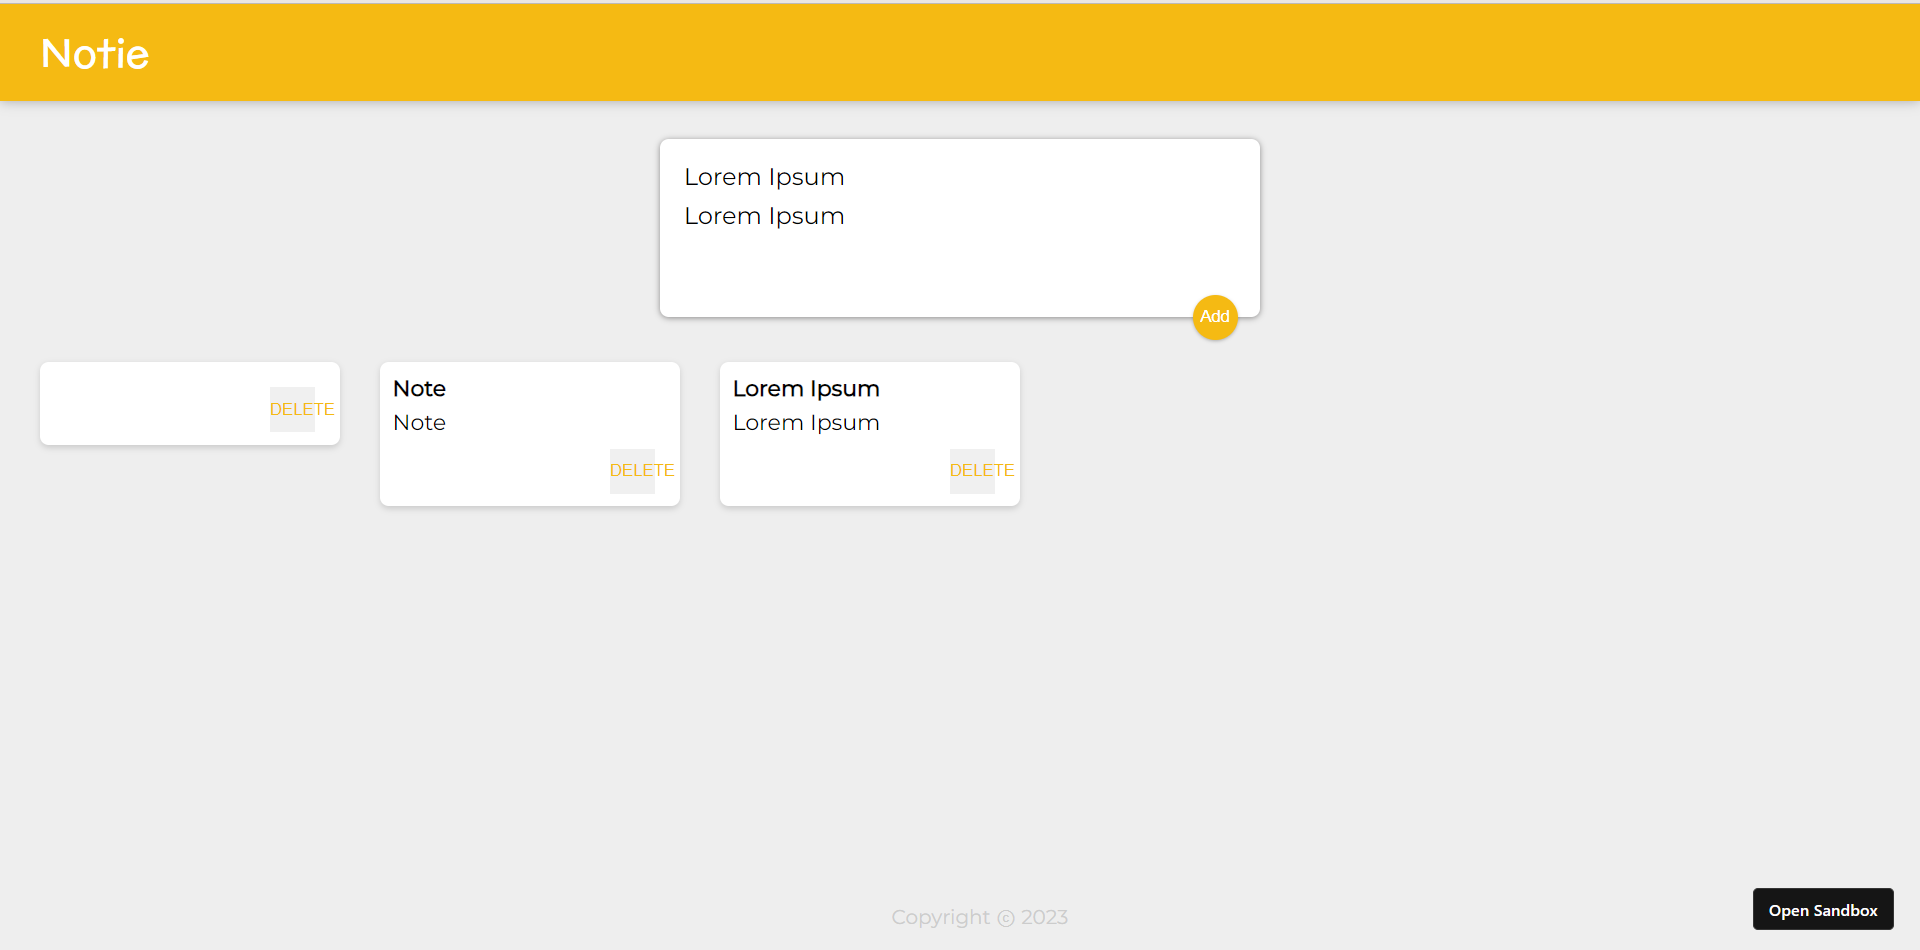 Notie
Lorem Ipsum
Lorem Ipsum
Add
DELETE
Note
Note
DELETE
Lorem Ipsum
Lorem Ipsum
DELETE
Copyright © 2023
Open Sandbox